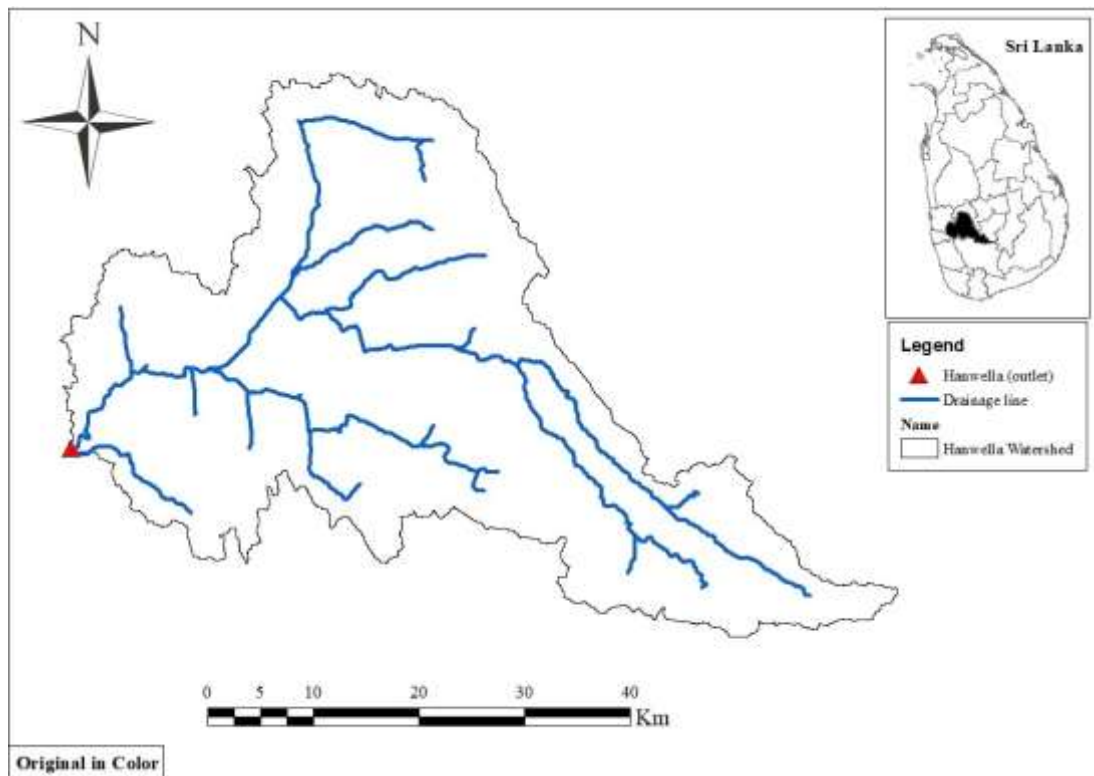 N
Sri Lanka
Legend
Hanwella (outlet)
Drainage line
Name
Hanwella Watershed
0 5 10 20 30 40
Km
Original in Color